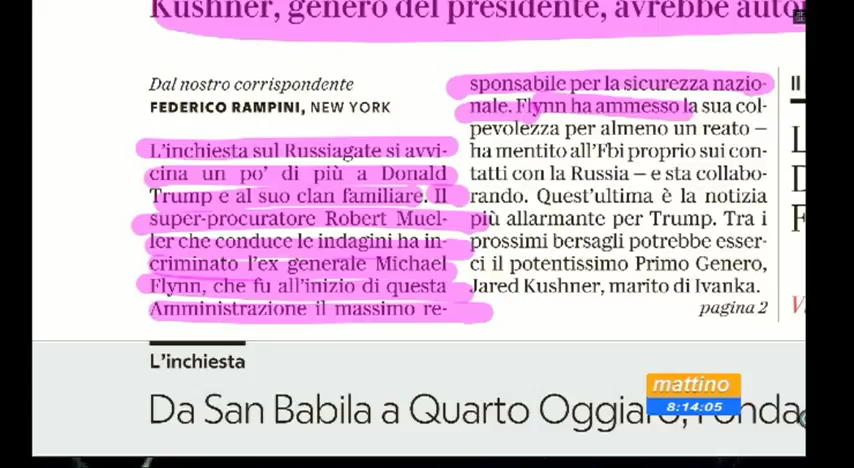 Kushner, genero del presidente, avrebbe
Dal nostro corrispondente
FEDERICO RAMPINI, NEW YORK
L'inchiesta sul Russiagate si avvi-
cina un po' di più a Donald
Trump e al suo clan familiare. Il
super-procuratore Robert Muel-
ler che conduce le indagini ha in-
criminato l'ex generale Michael
Flynn, che fu all'inizio di questa
Amministrazione il massimo re-
sponsabile per la sicurezza nazio-
nale. Flynn ha ammesso la sua col-
pevolezza per almeno un reato –
ha mentito all'Fbi proprio sui con-
tatti con la Russia – e sta collabo-
rando. Quest'ultima è la notizia
più allarmante per Trump. Tra i
prossimi bersagli potrebbe esser-
ci il potentissimo Primo Genero,
Jared Kushner, marito di Ivanka.
pagina 2
L'inchiesta
Da San Babila a Quarto
mattino
8:14:05